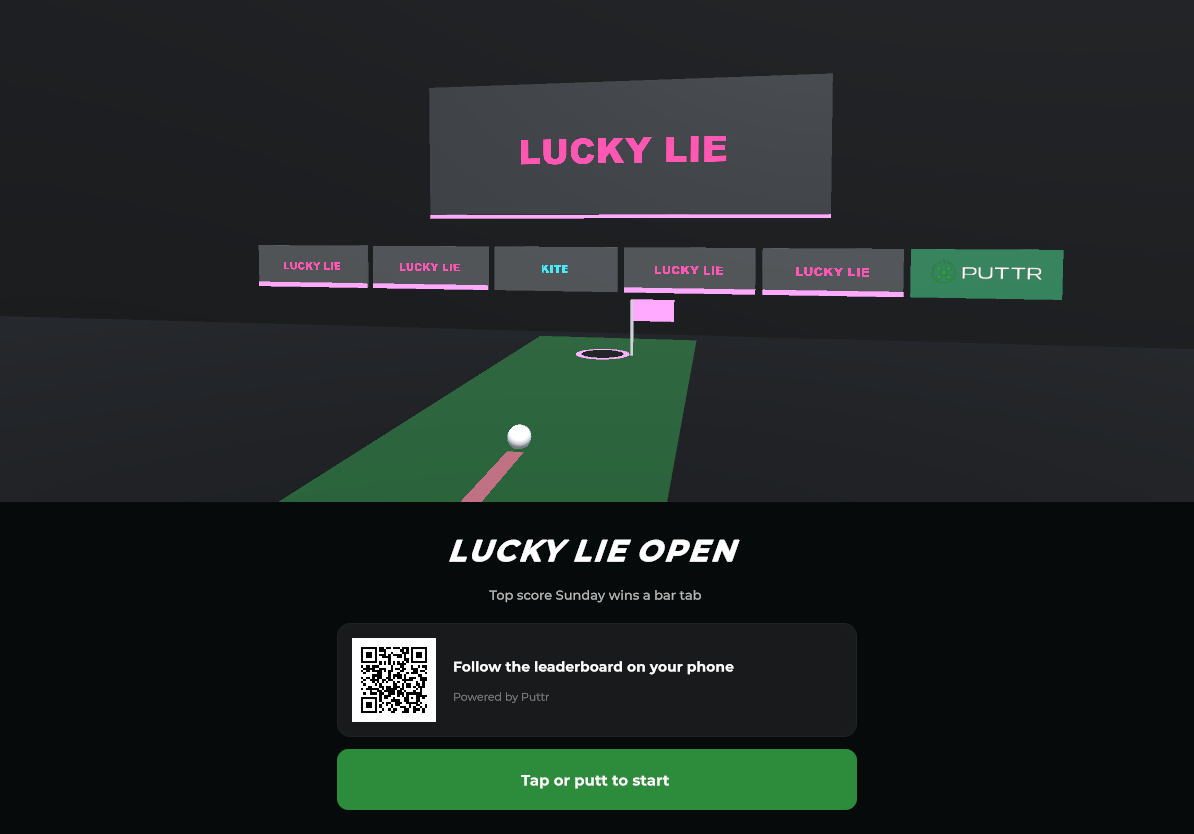 LUCKY LIE
LUCKY LIE
LUCKY LIE
KITE
LUCKY LIE
LUCKY LIE
PUTTR
LUCKY LIE OPEN
Top score Sunday wins a bar tab
Follow the leaderboard on your phone
Powered by Puttr
Tap or putt to start